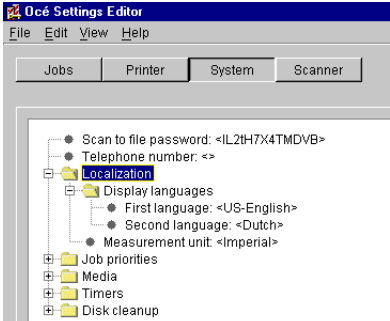 Océ Settings Editor
File Edit View Help
Jobs Printer System Scanner
Scan to file password: <IL2tH7X4TMDVB>
Telephone number: <>
Localization
Display languages
First language: <US-English>
Second language: <Dutch>
Measurement unit: <Imperial>
Job priorities
Media
Timers
Disk cleanup